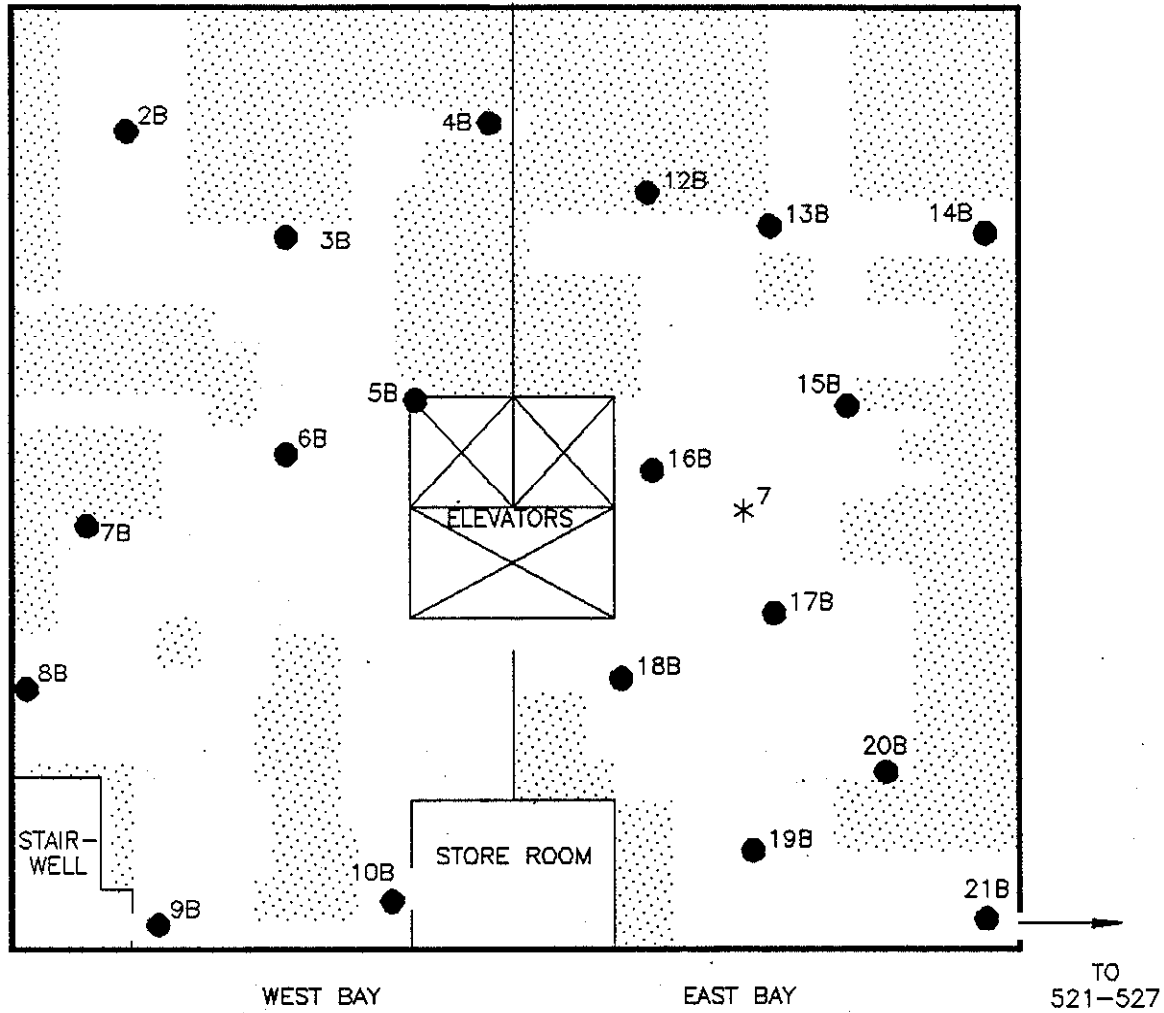 2B
4B
12B
13B
14B
3B
5B
15B
6B
16B
7
ELEVATORS
7B
17B
8B
18B
20B
STAIR-
WELL
STORE ROOM
19B
10B
21B
9B
WEST BAY
EAST BAY
TO
521-527